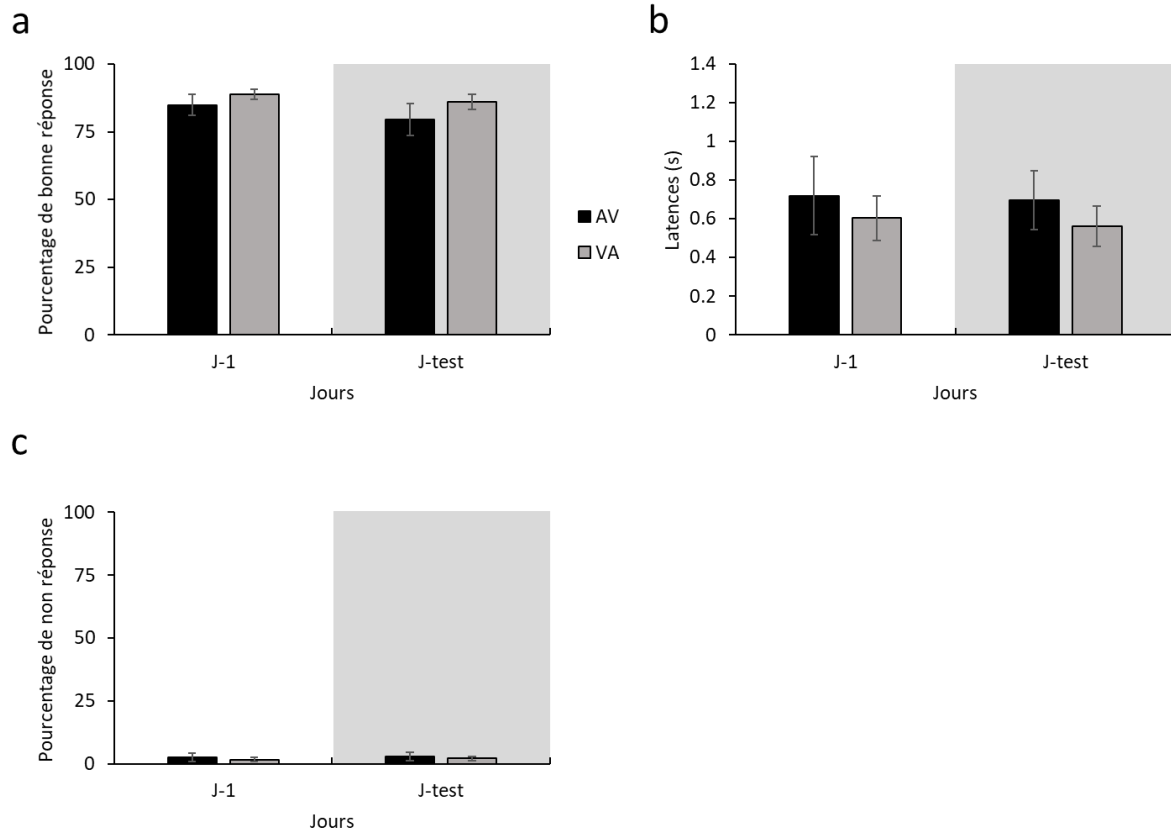 a
Pourcentage de bonne réponse
100
75
50
25
0
J-1
J-test
Jours
AV
VA
b
Latences (s)
1.4
1.2
1
0.8
0.6
0.4
0.2
0
J-1
J-test
Jours
c
Pourcentage de non réponse
100
75
50
25
0
J-1
J-test
Jours